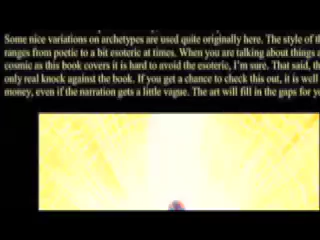 Some nice variations on archetypes are used quite originally here. The style of th
ranges from poetic to a bit esoteric at times. When you are talking about things a
cosmic as this book covers it is hard to avoid the esoteric, I'm sure. That said, th
only real knock against the book. If you get a chance to check this out, it is well
money, even if the narration gets a little vague. The art will fill in the gaps for y